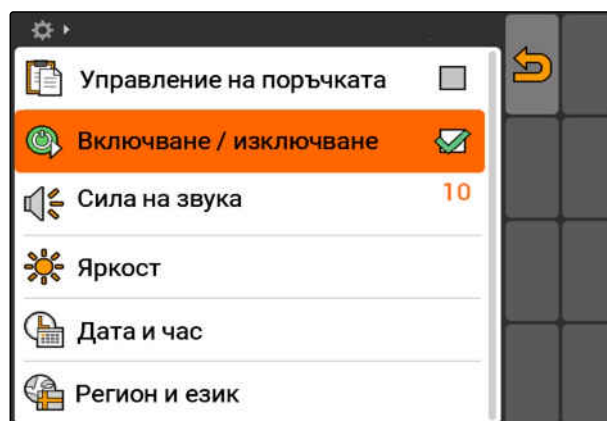 Управление на поръчката
Включване / изключване
Сила на звука 10
Яркост
Дата и час
Регион и език